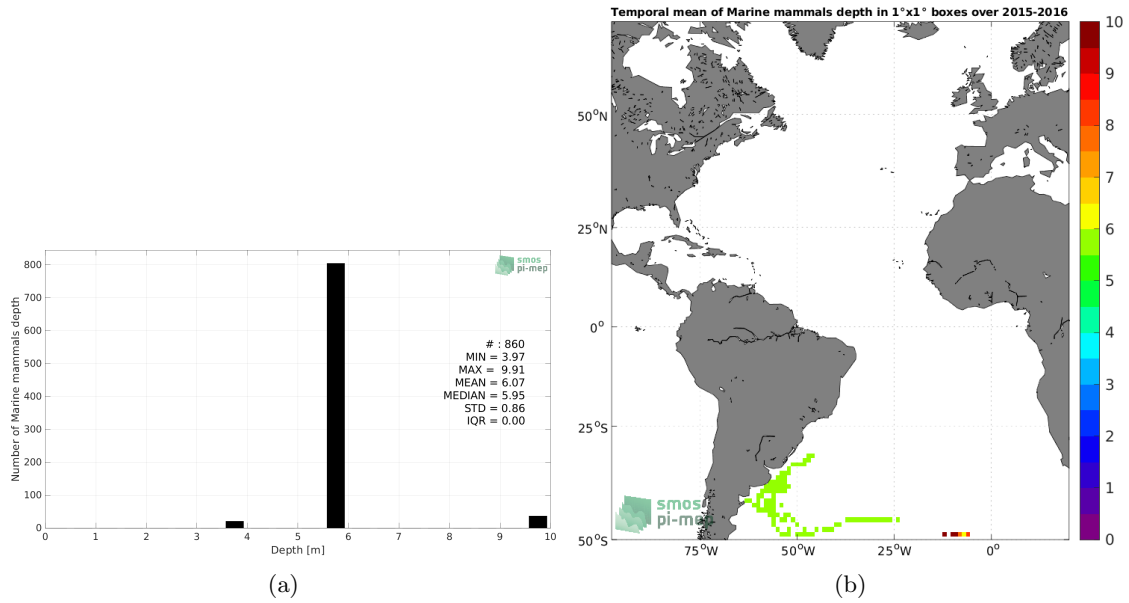 Temporal mean of Marine mammals depth in 1°x1° boxes over 2015-2016
smos
pi-mep
Number of Marine mammals depth
800
700
600
500
400
300
200
100
0
# : 860
MIN = 3.97
MAX = 9.91
MEAN = 6.07
MEDIAN = 5.95
STD = 0.86
IQR = 0.00
0 1 2 3 4 5 6 7 8 9 10
Depth [m]
(a)
50°N
25°N
0°
25°S
50°S
75°W 50°W 25°W 0°
smos
pi-mep
10
9
8
7
6
5
4
3
2
1
0
(b)